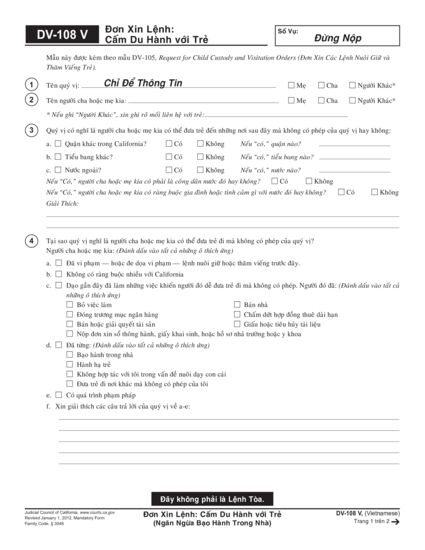 DV-108 V
Đơn Xin Lệnh:
Cấm Du Hành với Trẻ
Số Vụ:
Đừng Nộp
Mẫu này được kèm theo mẫu DV-105, Request for Child Custody and Visitation Orders (Đơn Xin Các Lệnh Nuôi Giữ và
Thăm Viếng Trẻ).
1 Tên quý vị: Chỉ Để Thông Tin Mẹ Cha Người Khác*
2 Tên người cha hoặc mẹ kia: Mẹ Cha Người Khác*
* Nếu ghi "Người Khác", xin ghi rõ mối liên hệ với trẻ:
3 Quý vị có nghĩ là người cha hoặc mẹ kia có thể đưa trẻ đến những nơi sau đây mà không có phép của quý vị hay không:
a. Quận khác trong California? Có Không Nếu "có," quận nào?
b. Tiểu bang khác? Có Không Nếu "có," tiểu bang nào?
c. Nước ngoài? Có Không Nếu "có," nước nào?
Nếu "Có," người cha hoặc mẹ kia có phải là công dân nước đó hay không? Có Không
Nếu "Có," người cha hoặc mẹ kia có ràng buộc gia đình hoặc tình cảm gì với nước đó hay không? Có Không
Giải Thích:
4 Tại sao quý vị nghĩ là người cha hoặc mẹ kia có thể đưa trẻ đi mà không có phép của quý vị?
Người cha hoặc mẹ kia: (Đánh dấu vào tất cả những ô thích ứng)
a. Đã vi phạm — hoặc đe dọa vi phạm — lệnh nuôi giữ hoặc thăm viếng trước đây.
b. Không có ràng buộc nhiều với California
c. Dạo gần đây đã làm những việc khiến người đó dễ đưa trẻ đi mà không có phép. Người đó đã: (Đánh dấu vào tất cả
những ô thích ứng)
Bỏ việc làm Bán nhà
Đóng trương mục ngân hàng Chấm dứt hợp đồng thuê dài hạn
Bán hoặc giải quyết tài sản Giấu hoặc tiêu hủy tài liệu
Nộp đơn xin sổ thông hành, giấy khai sinh, hoặc hồ sơ nhà trường hoặc y khoa
d. Đã từng: (Đánh dấu vào tất cả những ô thích ứng)
Bạo hành trong nhà
Hành hạ trẻ
Không hợp tác với tôi trong vấn đề nuôi dạy con cái
Đưa trẻ đi nơi khác mà không có phép của tôi
e. Có quá trình phạm pháp
f. Xin giải thích các câu trả lời của quý vị về a-e:
Đây không phải là Lệnh Tòa.
Judicial Council of California, www.courts.ca.gov
Revised January 1, 2012, Mandatory Form
Family Code, § 3048
Đơn Xin Lệnh: Cấm Du Hành với Trẻ
(Ngăn Ngừa Bạo Hành Trong Nhà)
DV-108 V, (Vietnamese)
Trang 1 trên 2